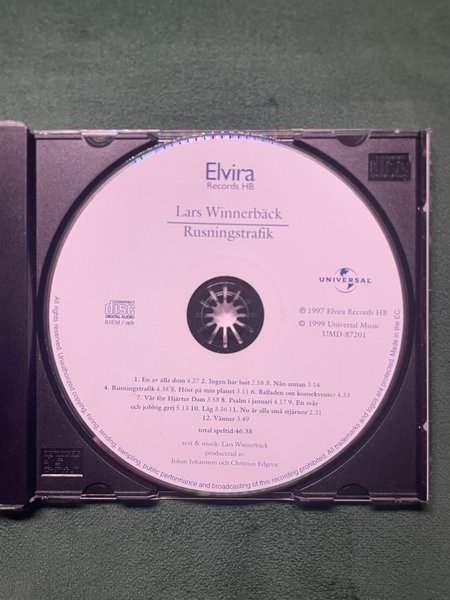 Elvira
Records HB
Lars Winnerbäck
Rusningstrafik
COMPACT
disc
DIGITAL AUDIO
BIEM / ncb
UNIVERSAL
℗ 1997 Elvira Records HB
© 1999 Universal Music
UMD-87201
1. En av alla dom 4.27 2. Ingen har läst 2.58 3. Nån annan 3.14
4. Rusningstrafik 4.38 5. Höst på min planet 3.11 6. Balladen om konsekvenser 4.33
7. Vår för Hjärter Dam 3.58 8. Psalm i januari 4.17 9. En svår
och jobbig grej 5.13 10. Låg 3.36 11. Nu är alla små stjärnor 2.31
12. Vänner 3.49
total speltid:46.38
text & musik: Lars Winnerbäck
producerad av
Johan Johansson och Christian Edgren
All rights reserved. Unauthorized copying, hiring, lending, sampling, public performance and broadcasting of this recording prohibited. All trademarks and logos are protected. Made in the EC.